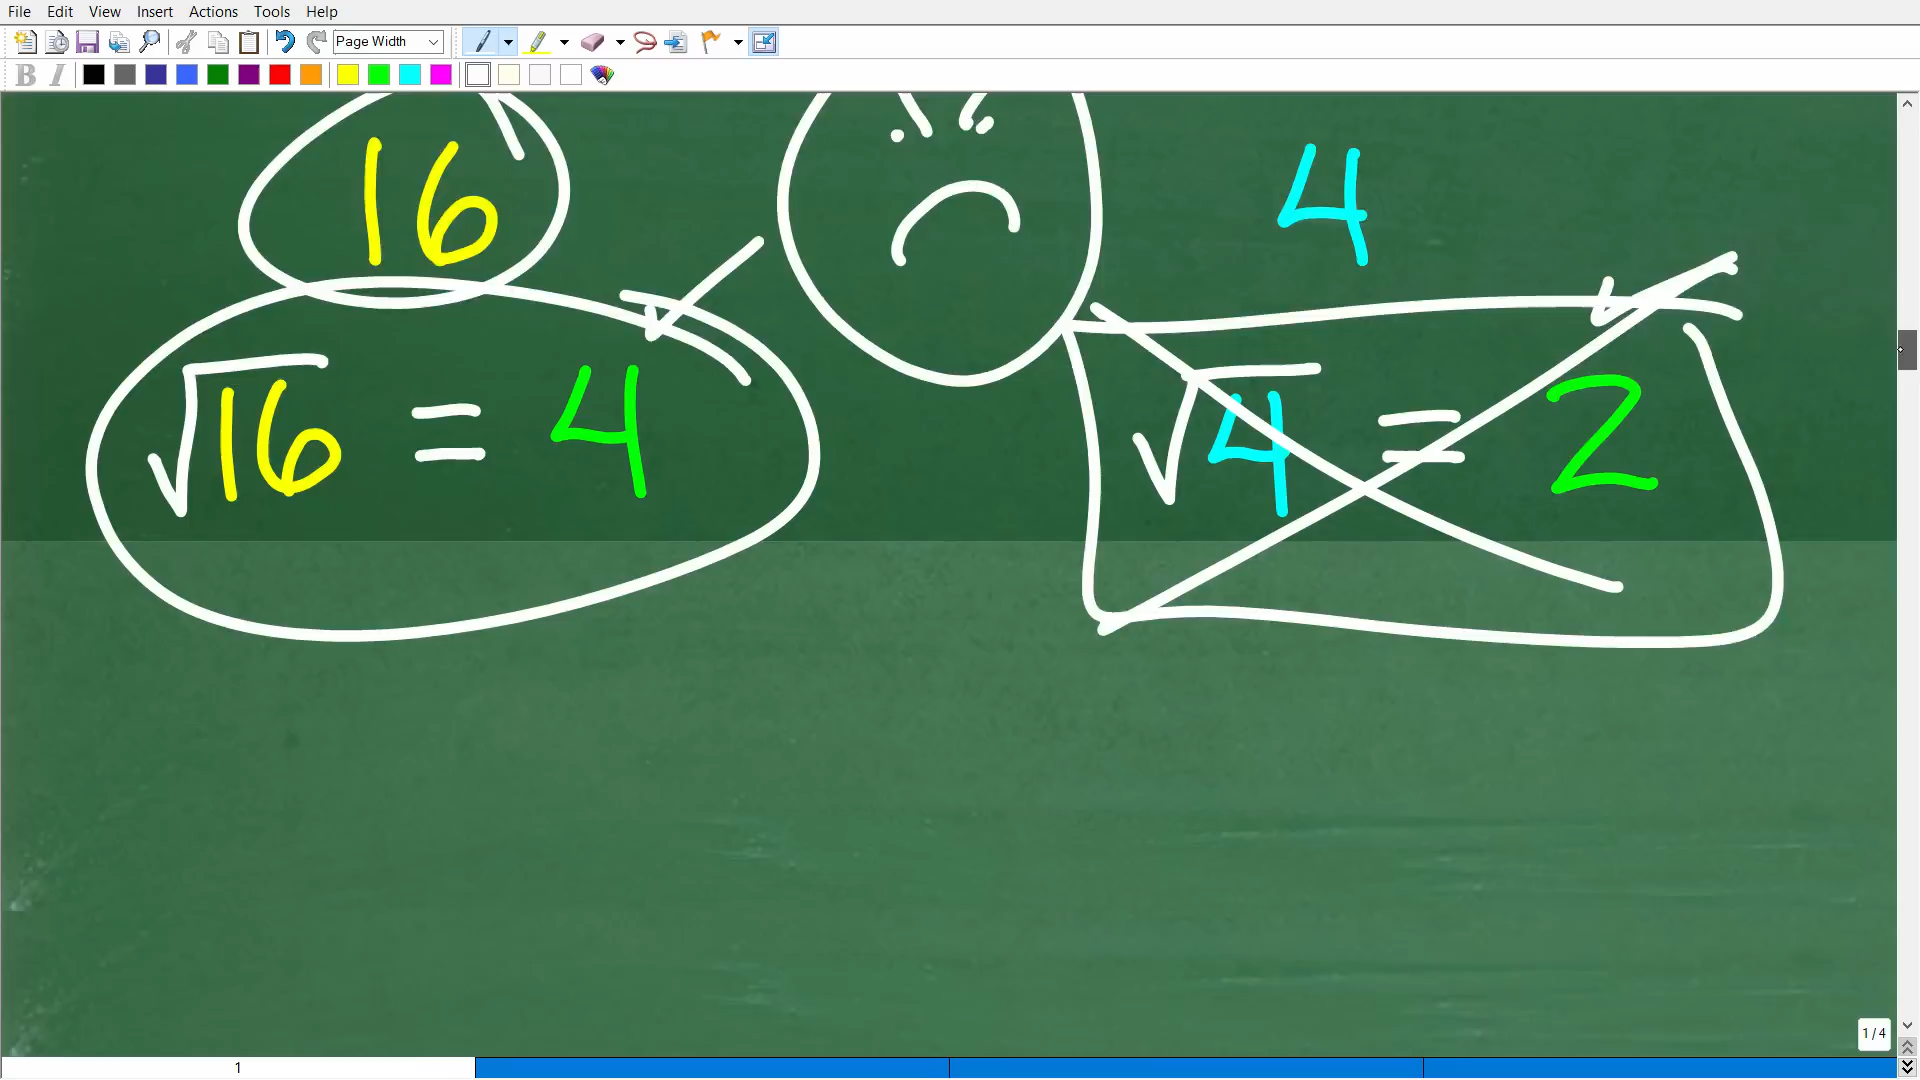 File Edit View Insert Actions Tools Help
Page Width
B I
16
4
√16 = 4
√4 = 2
1 / 4
1